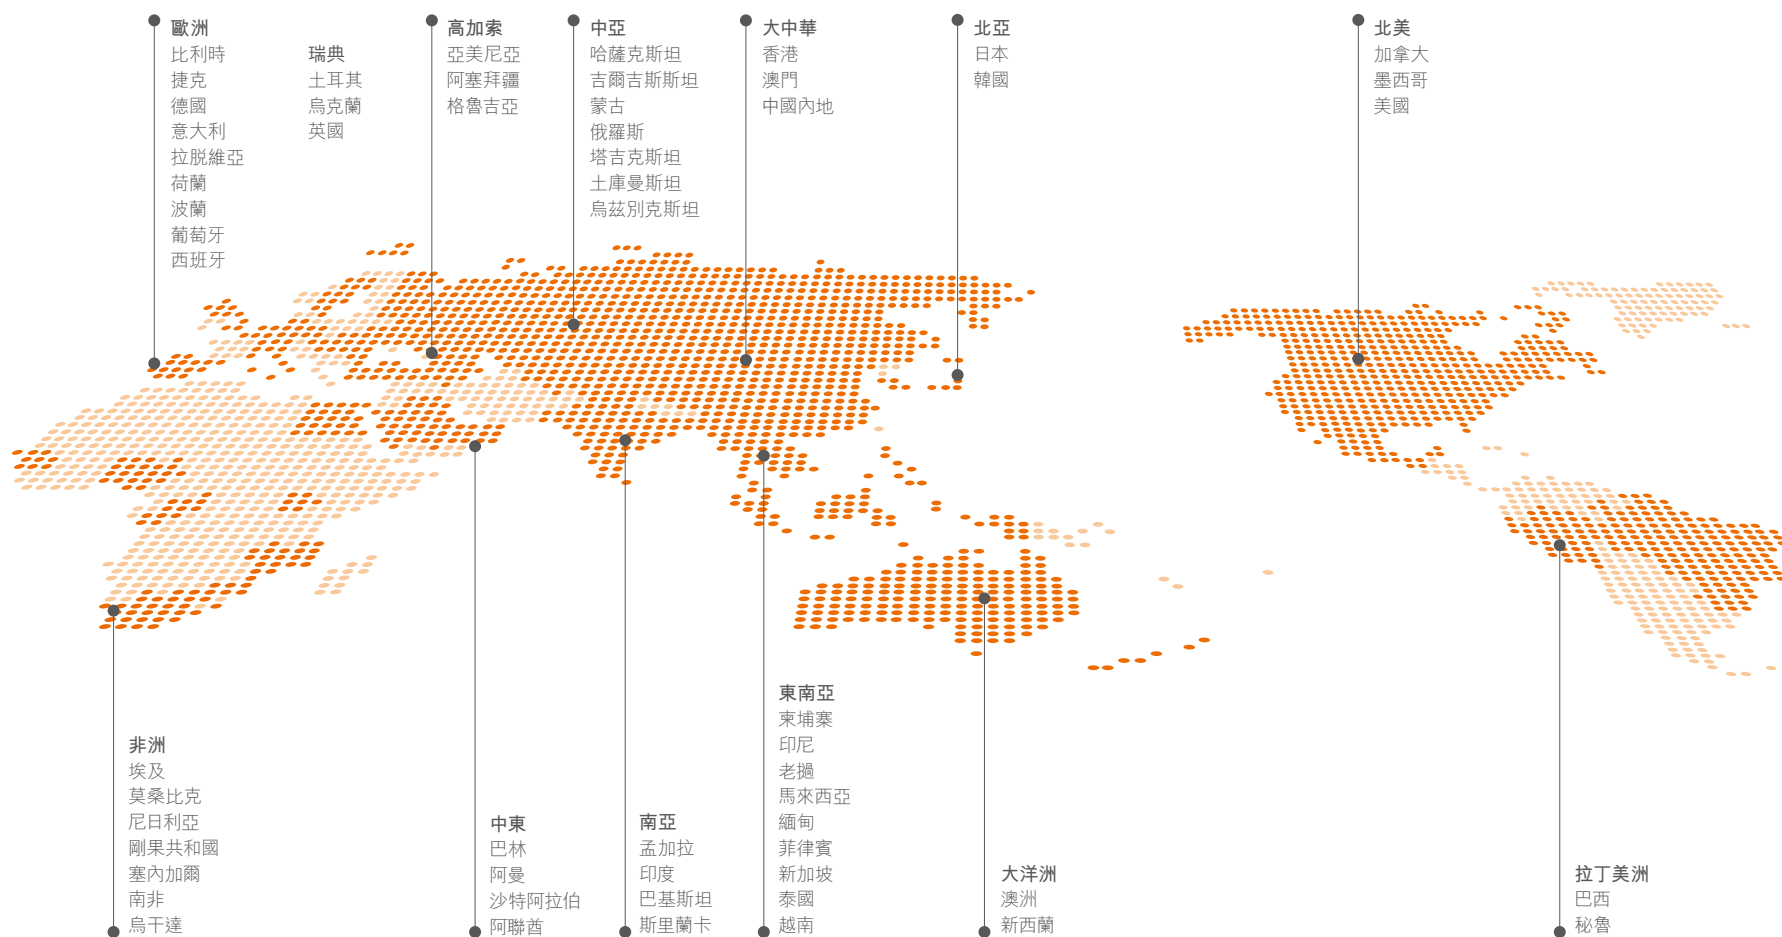 歐洲
比利時
捷克
德國
意大利
拉脱維亞
荷蘭
波蘭
葡萄牙
西班牙
瑞典
土耳其
烏克蘭
英國
高加索
亞美尼亞
阿塞拜疆
格魯吉亞
中亞
哈薩克斯坦
吉爾吉斯斯坦
蒙古
俄羅斯
塔吉克斯坦
土庫曼斯坦
烏茲別克斯坦
大中華
香港
澳門
中國內地
北亞
日本
韓國
北美
加拿大
墨西哥
美國
非洲
埃及
莫桑比克
尼日利亞
剛果共和國
塞內加爾
南非
烏干達
中東
巴林
阿曼
沙特阿拉伯
阿聯酋
南亞
孟加拉
印度
巴基斯坦
斯里蘭卡
東南亞
柬埔寨
印尼
老撾
馬來西亞
緬甸
菲律賓
新加坡
泰國
越南
大洋洲
澳洲
新西蘭
拉丁美洲
巴西
秘魯